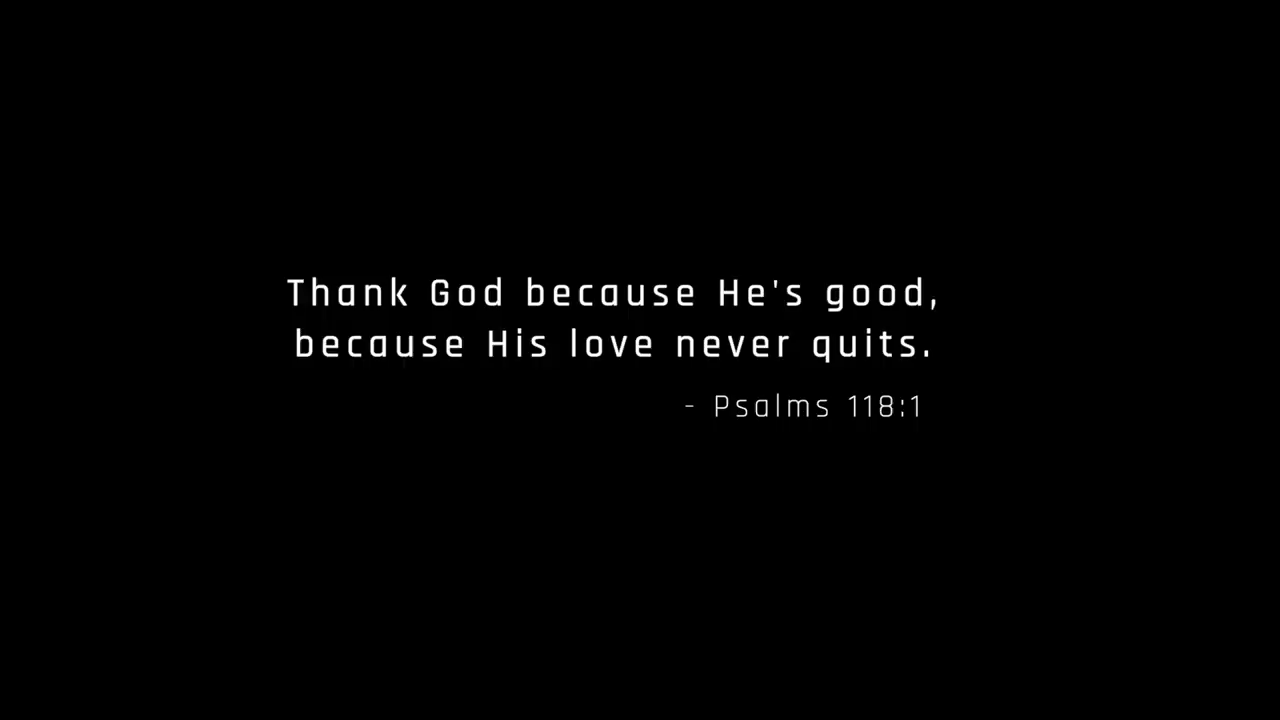 Thank God because He's good,
because His love never quits.
- Psalms 118:1